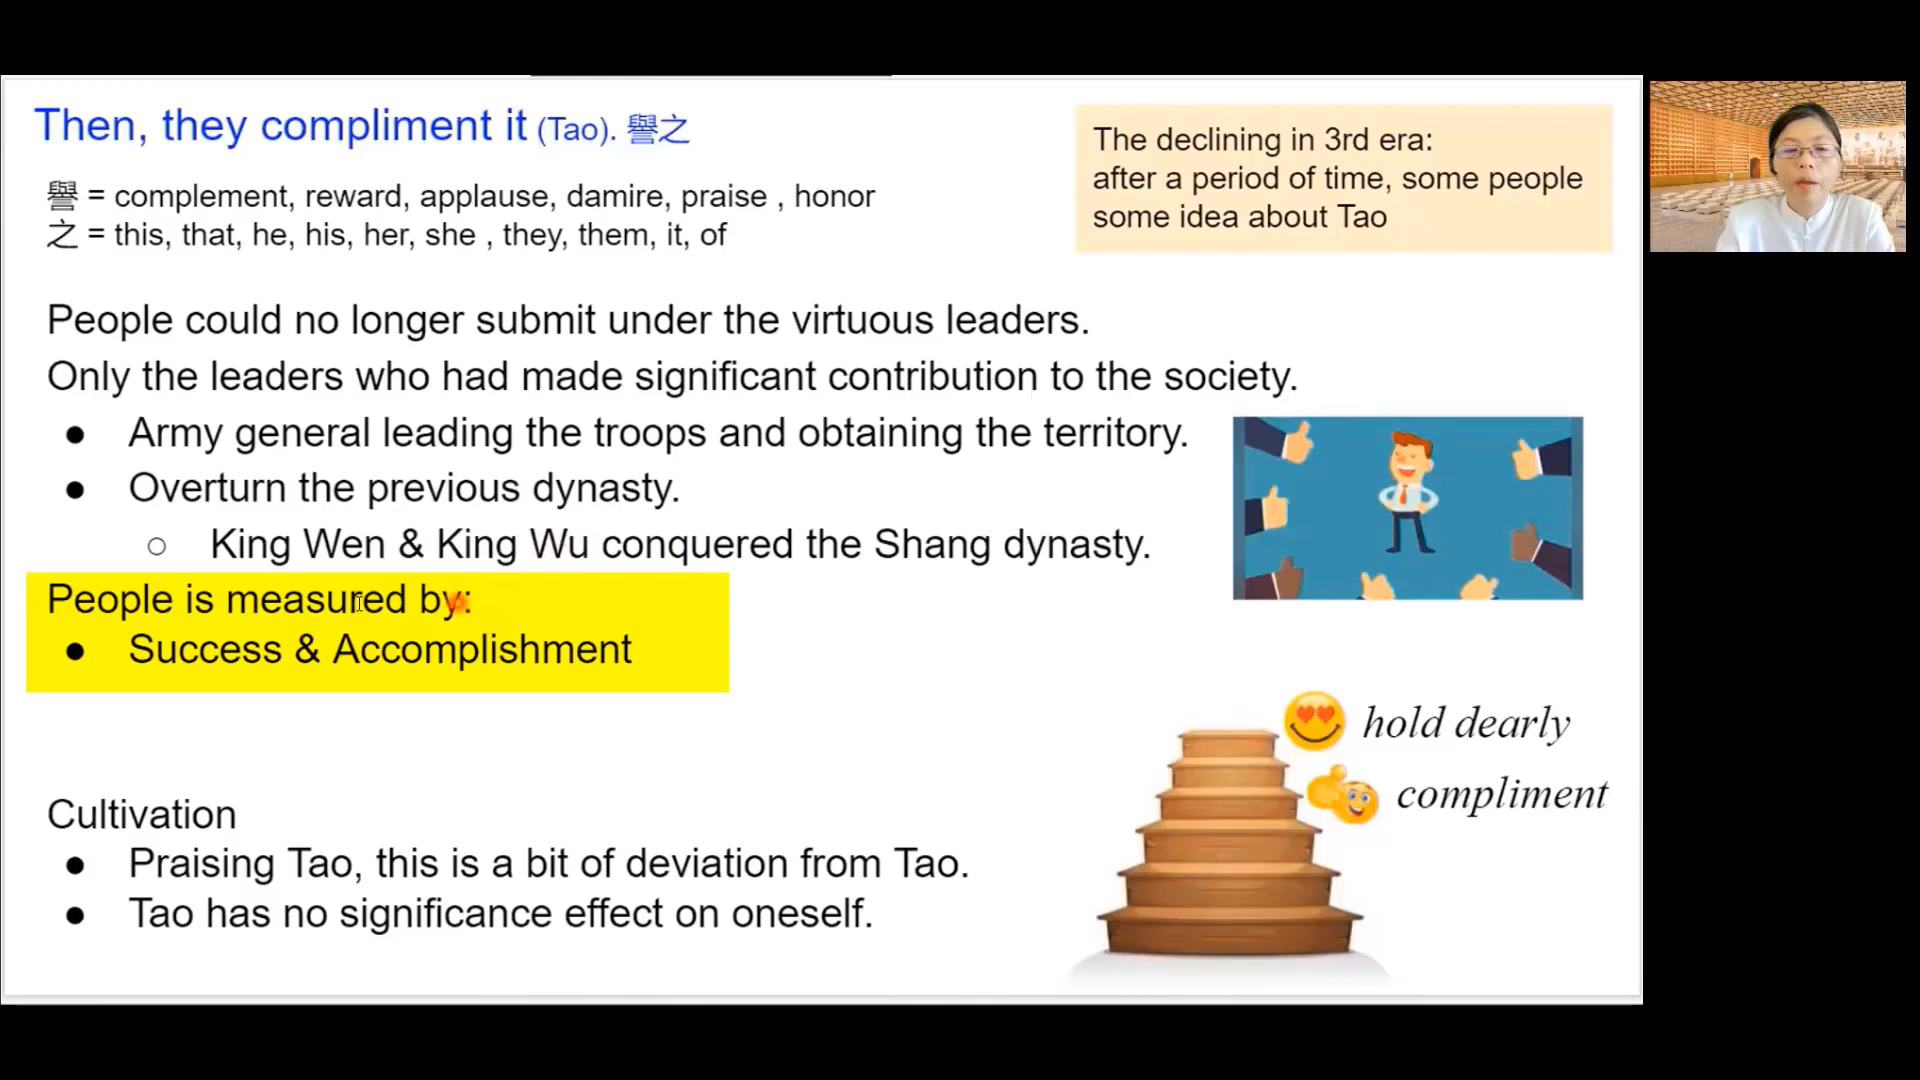 Then, they compliment it (Tao). 譽之
譽 = complement, reward, applause, damire, praise , honor
之 = this, that, he, his, her, she , they, them, it, of
The declining in 3rd era:
after a period of time, some people
some idea about Tao
People could no longer submit under the virtuous leaders.
Only the leaders who had made significant contribution to the society.
● Army general leading the troops and obtaining the territory.
● Overturn the previous dynasty.
○ King Wen & King Wu conquered the Shang dynasty.
People is measured by:
● Success & Accomplishment
hold dearly
compliment
Cultivation
● Praising Tao, this is a bit of deviation from Tao.
● Tao has no significance effect on oneself.